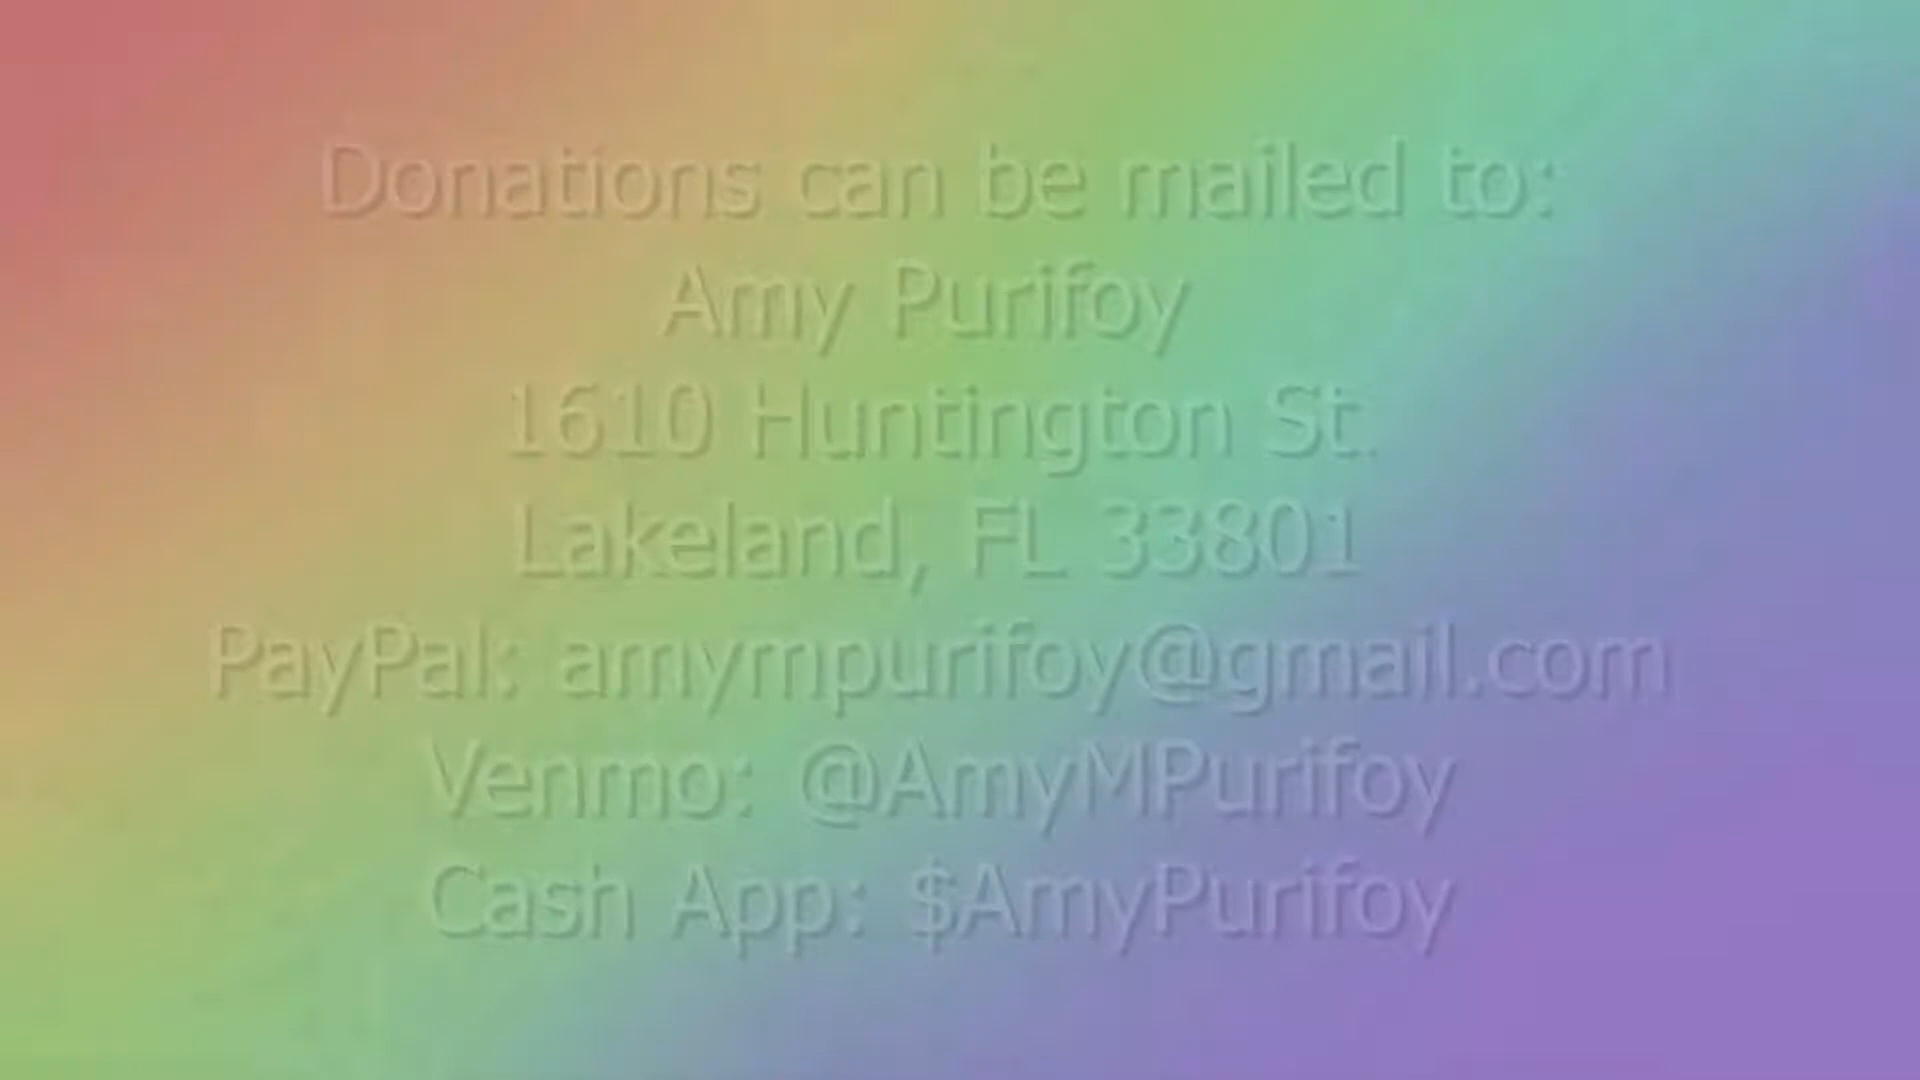 Donations can be mailed to:
Amy Purifoy
1610 Huntington St.
Lakeland, FL 33801
PayPal: amympurifoy@gmail.com
Venmo: @AmyMPurifoy
Cash App: $AmyPurifoy